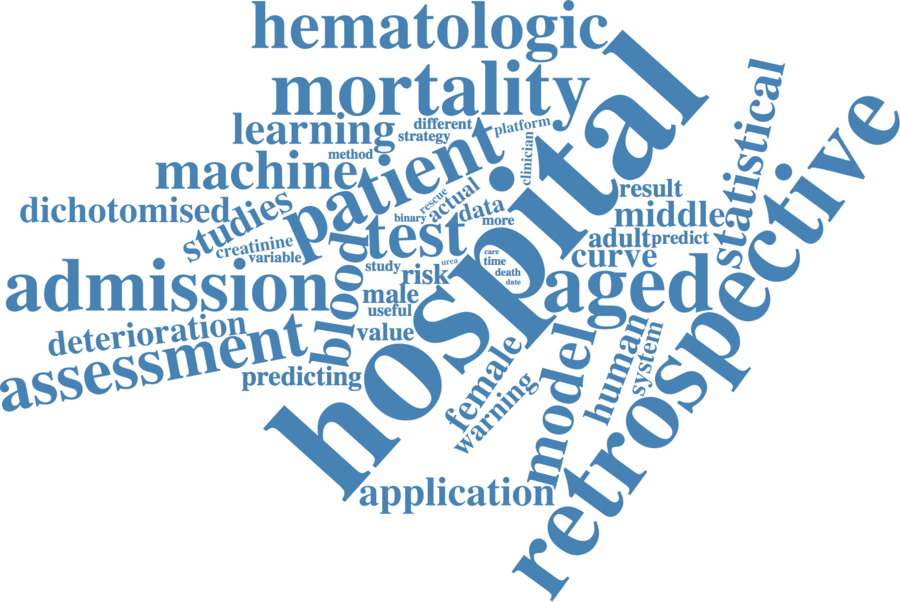 hematologic
mortality
learning
different
platform
strategy
method
machine
patient
hospital
clinician
statistical
retrospective
dichotomised
studies
creatinine
variable
rescue
actual
binary
data
more
test
result
middle
adult
predict
curve
aged
admission
blood
study
risk
urea
care
time
death
date
male
useful
value
deterioration
assessment
predicting
female
warning
model
human
system
application